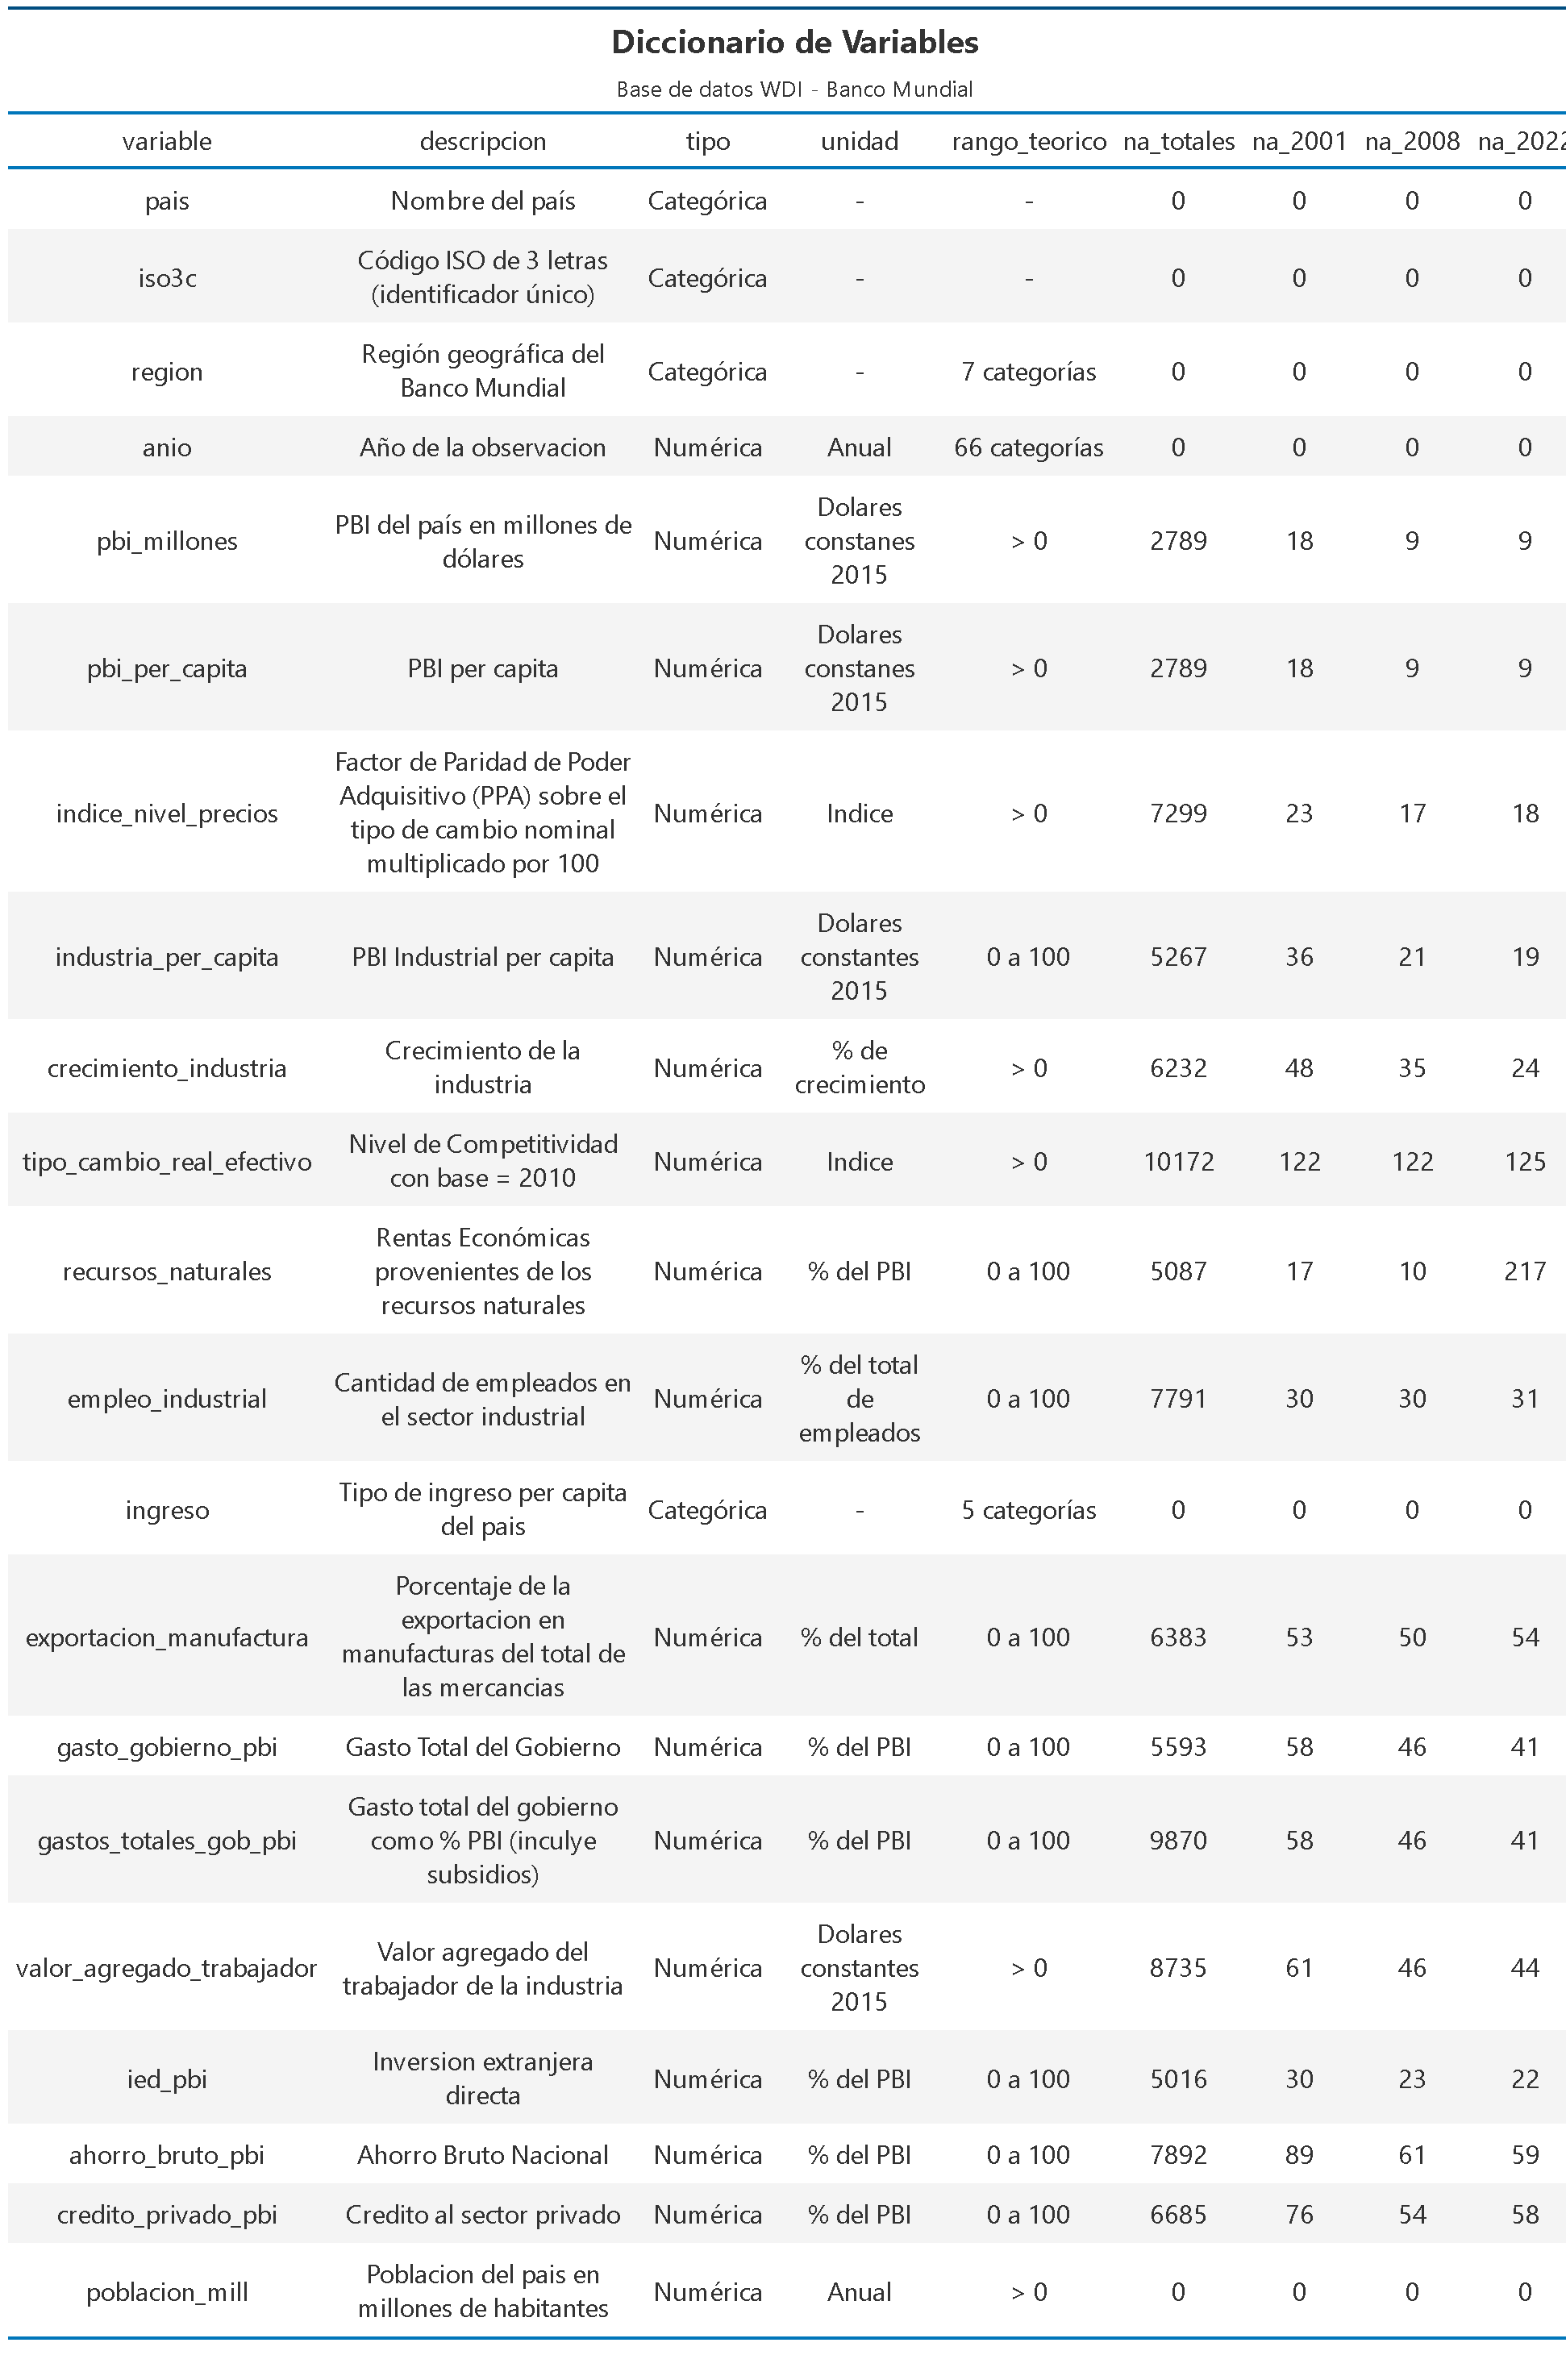 Diccionario de Variables
Base de datos WDI - Banco Mundial
variable descripcion tipo unidad rango_teorico na_totales na_2001 na_2008 na_2022
pais Nombre del país Categórica - - 0 0 0 0
iso3c Código ISO de 3 letras (identificador único) Categórica - - 0 0 0 0
region Región geográfica del Banco Mundial Categórica - 7 categorías 0 0 0 0
anio Año de la observacion Numérica Anual 66 categorías 0 0 0 0
pbi_millones PBI del país en millones de dólares Numérica Dolares constanes 2015 > 0 2789 18 9 9
pbi_per_capita PBI per capita Numérica Dolares constanes 2015 > 0 2789 18 9 9
indice_nivel_precios Factor de Paridad de Poder Adquisitivo (PPA) sobre el tipo de cambio nominal multiplicado por 100 Numérica Indice > 0 7299 23 17 18
industria_per_capita PBI Industrial per capita Numérica Dolares constantes 2015 0 a 100 5267 36 21 19
crecimiento_industria Crecimiento de la industria Numérica % de crecimiento > 0 6232 48 35 24
tipo_cambio_real_efectivo Nivel de Competitividad con base = 2010 Numérica Indice > 0 10172 122 122 125
recursos_naturales Rentas Económicas provenientes de los recursos naturales Numérica % del PBI 0 a 100 5087 17 10 217
empleo_industrial Cantidad de empleados en el sector industrial Numérica % del total de empleados 0 a 100 7791 30 30 31
ingreso Tipo de ingreso per capita del pais Categórica - 5 categorías 0 0 0 0
exportacion_manufactura Porcentaje de la exportacion en manufacturas del total de las mercancias Numérica % del total 0 a 100 6383 53 50 54
gasto_gobierno_pbi Gasto Total del Gobierno Numérica % del PBI 0 a 100 5593 58 46 41
gastos_totales_gob_pbi Gasto total del gobierno como % PBI (inculye subsidios) Numérica % del PBI 0 a 100 9870 58 46 41
valor_agregado_trabajador Valor agregado del trabajador de la industria Numérica Dolares constantes 2015 > 0 8735 61 46 44
ied_pbi Inversion extranjera directa Numérica % del PBI 0 a 100 5016 30 23 22
ahorro_bruto_pbi Ahorro Bruto Nacional Numérica % del PBI 0 a 100 7892 89 61 59
credito_privado_pbi Credito al sector privado Numérica % del PBI 0 a 100 6685 76 54 58
poblacion_mill Poblacion del pais en millones de habitantes Numérica Anual > 0 0 0 0 0